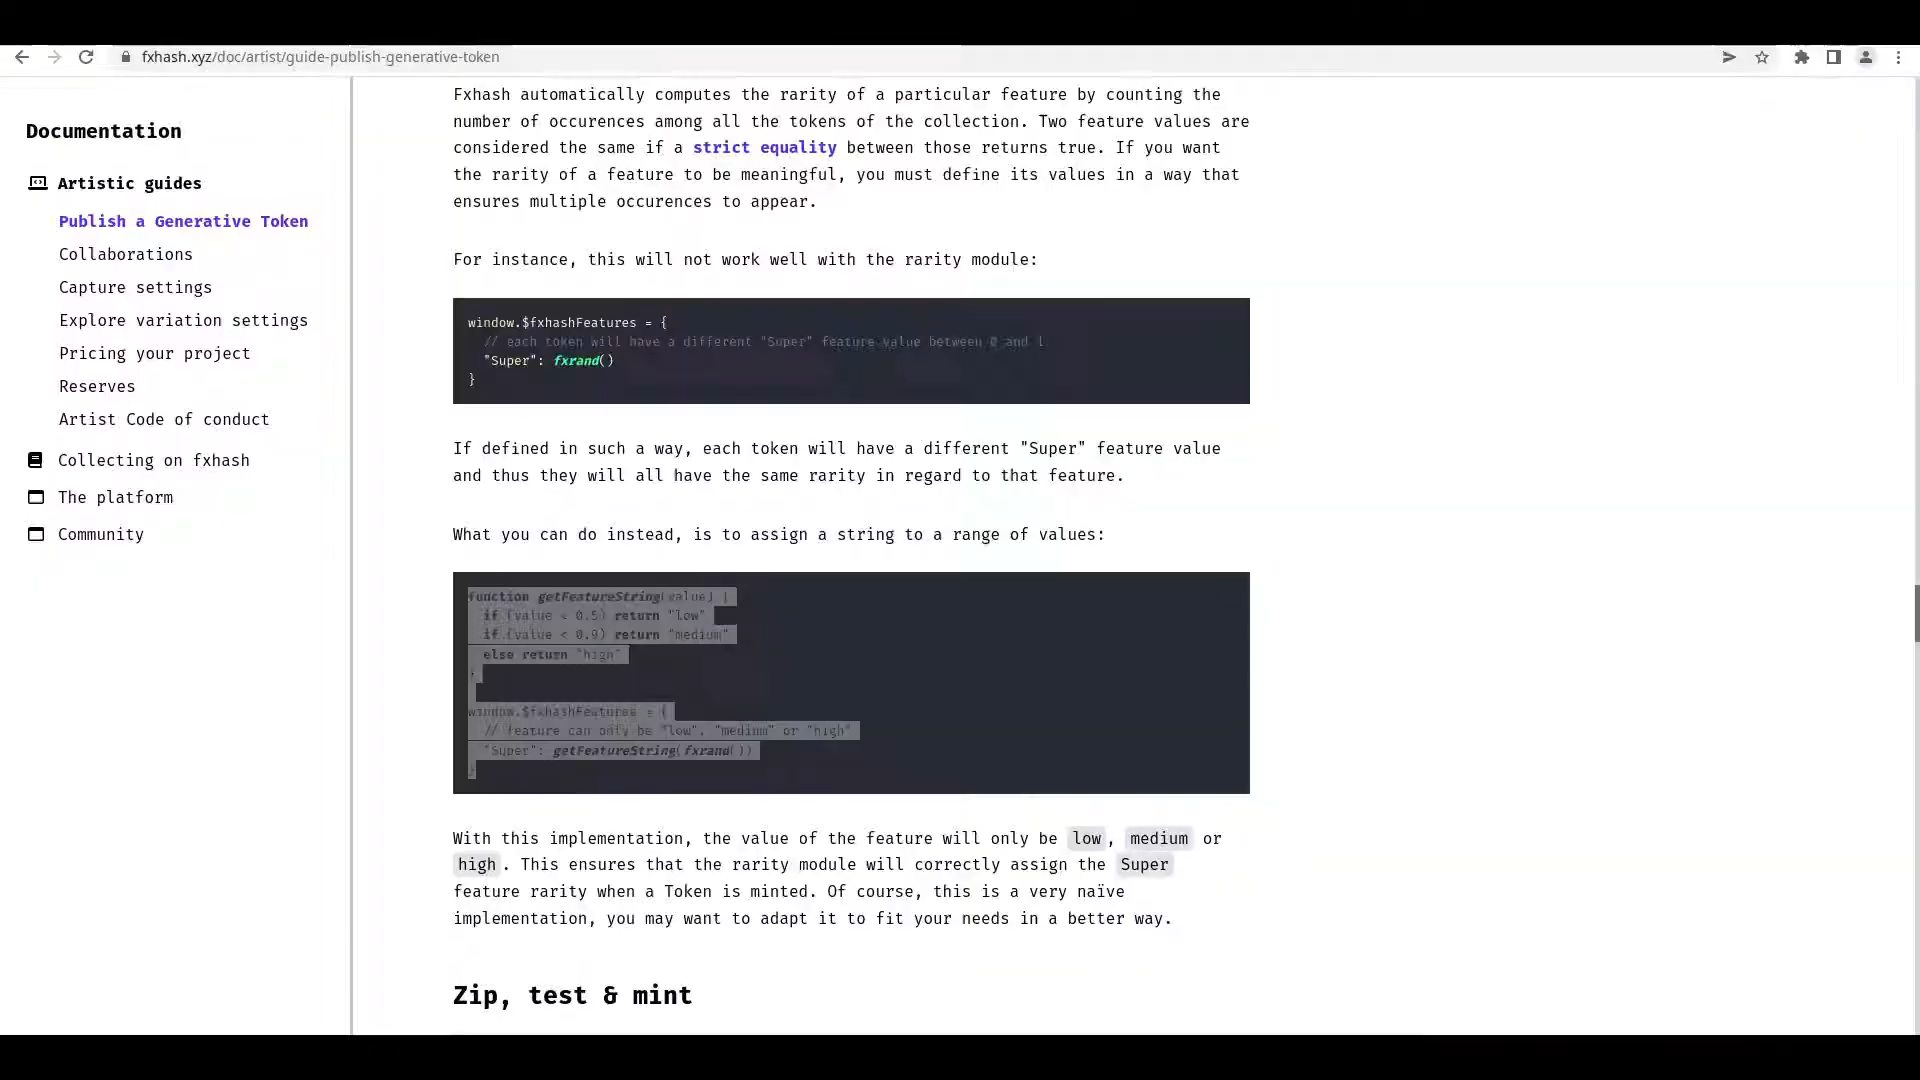 fxhash.xyz/doc/artist/guide-publish-generative-token
Documentation
Artistic guides
Publish a Generative Token
Collaborations
Capture settings
Explore variation settings
Pricing your project
Reserves
Artist Code of conduct
Collecting on fxhash
The platform
Community
Fxhash automatically computes the rarity of a particular feature by counting the
number of occurences among all the tokens of the collection. Two feature values are
considered the same if a strict equality between those returns true. If you want
the rarity of a feature to be meaningful, you must define its values in a way that
ensures multiple occurences to appear.
For instance, this will not work well with the rarity module:
window.$fxhashFeatures = {
// each token will have a different "Super" feature value between 0 and 1
"Super": fxrand()
}
If defined in such a way, each token will have a different "Super" feature value
and thus they will all have the same rarity in regard to that feature.
What you can do instead, is to assign a string to a range of values:
function getFeatureString(value) {
if (value < 0.5) return "low"
if (value < 0.9) return "medium"
else return "high"
}
window.$fxhashFeatures = {
// feature can only be "low", "medium" or "high"
"Super": getFeatureString(fxrand())
}
With this implementation, the value of the feature will only be low, medium or
high. This ensures that the rarity module will correctly assign the Super
feature rarity when a Token is minted. Of course, this is a very naïve
implementation, you may want to adapt it to fit your needs in a better way.
Zip, test & mint